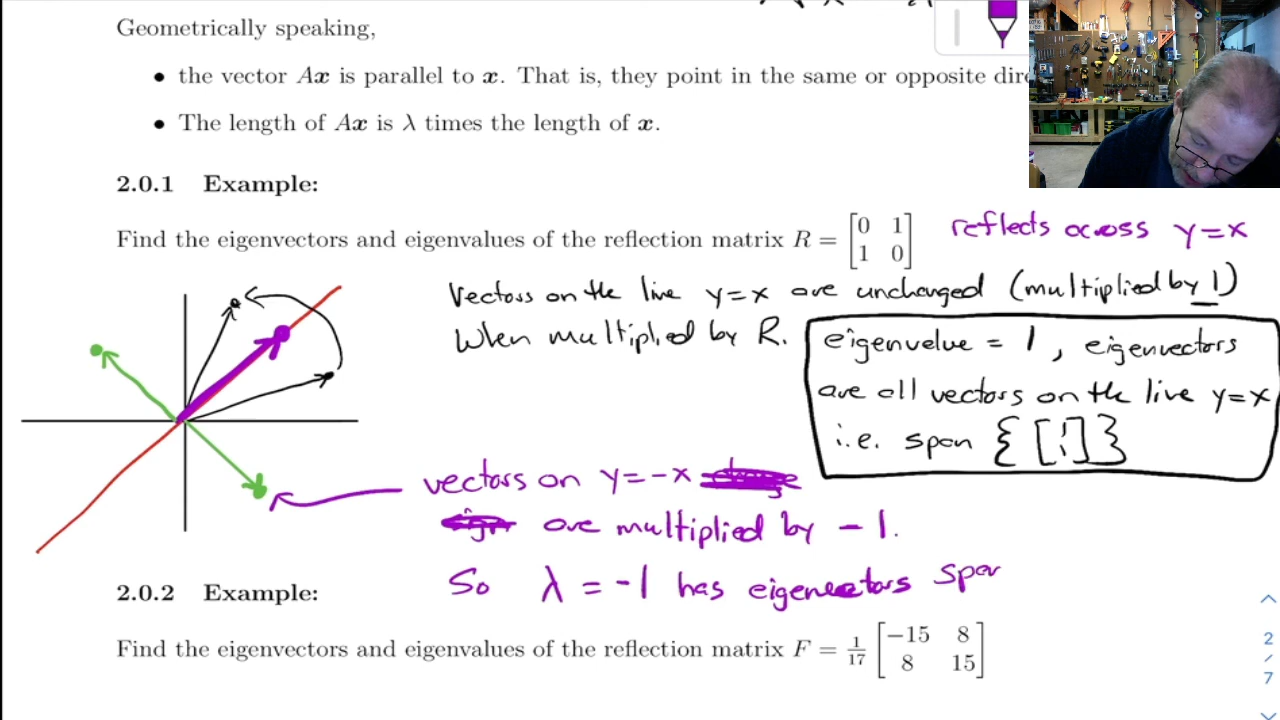 Geometrically speaking,
• the vector Ax is parallel to x. That is, they point in the same or opposite dire
• The length of Ax is λ times the length of x.
2.0.1 Example:
Find the eigenvectors and eigenvalues of the reflection matrix R = [0 1
1 0]
reflects across y=x
Vectors on the line y=x are unchanged (multiplied by 1)
when multiplied by R.
eigenvelue = 1, eigenvectors
are all vectors on the line y=x
i.e. span {[1 1]}
vectors on y=-x
are multiplied by -1.
So λ = -1 has eigenvectors span
2.0.2 Example:
Find the eigenvectors and eigenvalues of the reflection matrix F = 1/17 [-15 8
8 15]
2
/
7